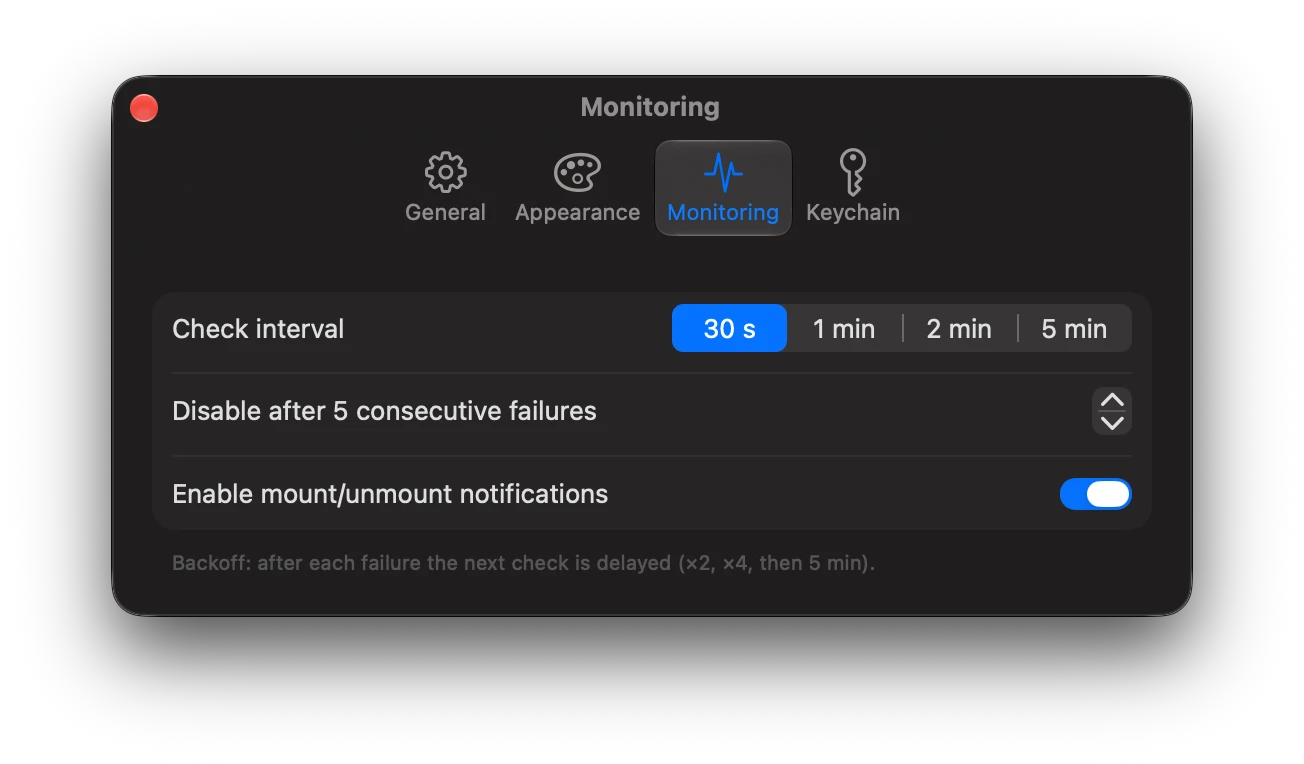 Monitoring
General Appearance Monitoring Keychain
Check interval 30 s 1 min 2 min 5 min
Disable after 5 consecutive failures
Enable mount/unmount notifications
Backoff: after each failure the next check is delayed (×2, ×4, then 5 min).